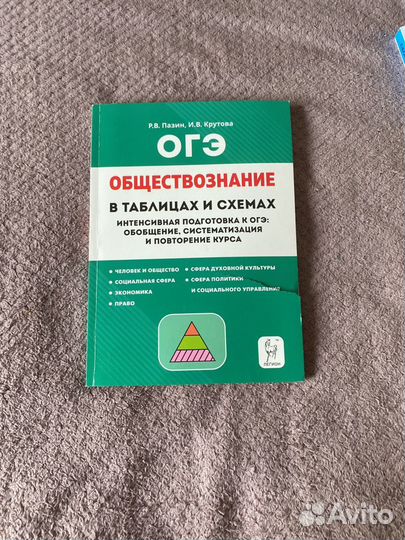 Р.В. Пазин, И.В. Крутова
ОГЭ
ОБЩЕСТВОЗНАНИЕ
В ТАБЛИЦАХ И СХЕМАХ
ИНТЕНСИВНАЯ ПОДГОТОВКА К ОГЭ:
ОБОБЩЕНИЕ, СИСТЕМАТИЗАЦИЯ
И ПОВТОРЕНИЕ КУРСА
• ЧЕЛОВЕК И ОБЩЕСТВО
• СОЦИАЛЬНАЯ СФЕРА
• ЭКОНОМИКА
• ПРАВО
• СФЕРА ДУХОВНОЙ КУЛЬТУРЫ
• СФЕРА ПОЛИТИКИ
И СОЦИАЛЬНОГО УПРАВЛЕНИЯ
ЛЕГИОН
Avito